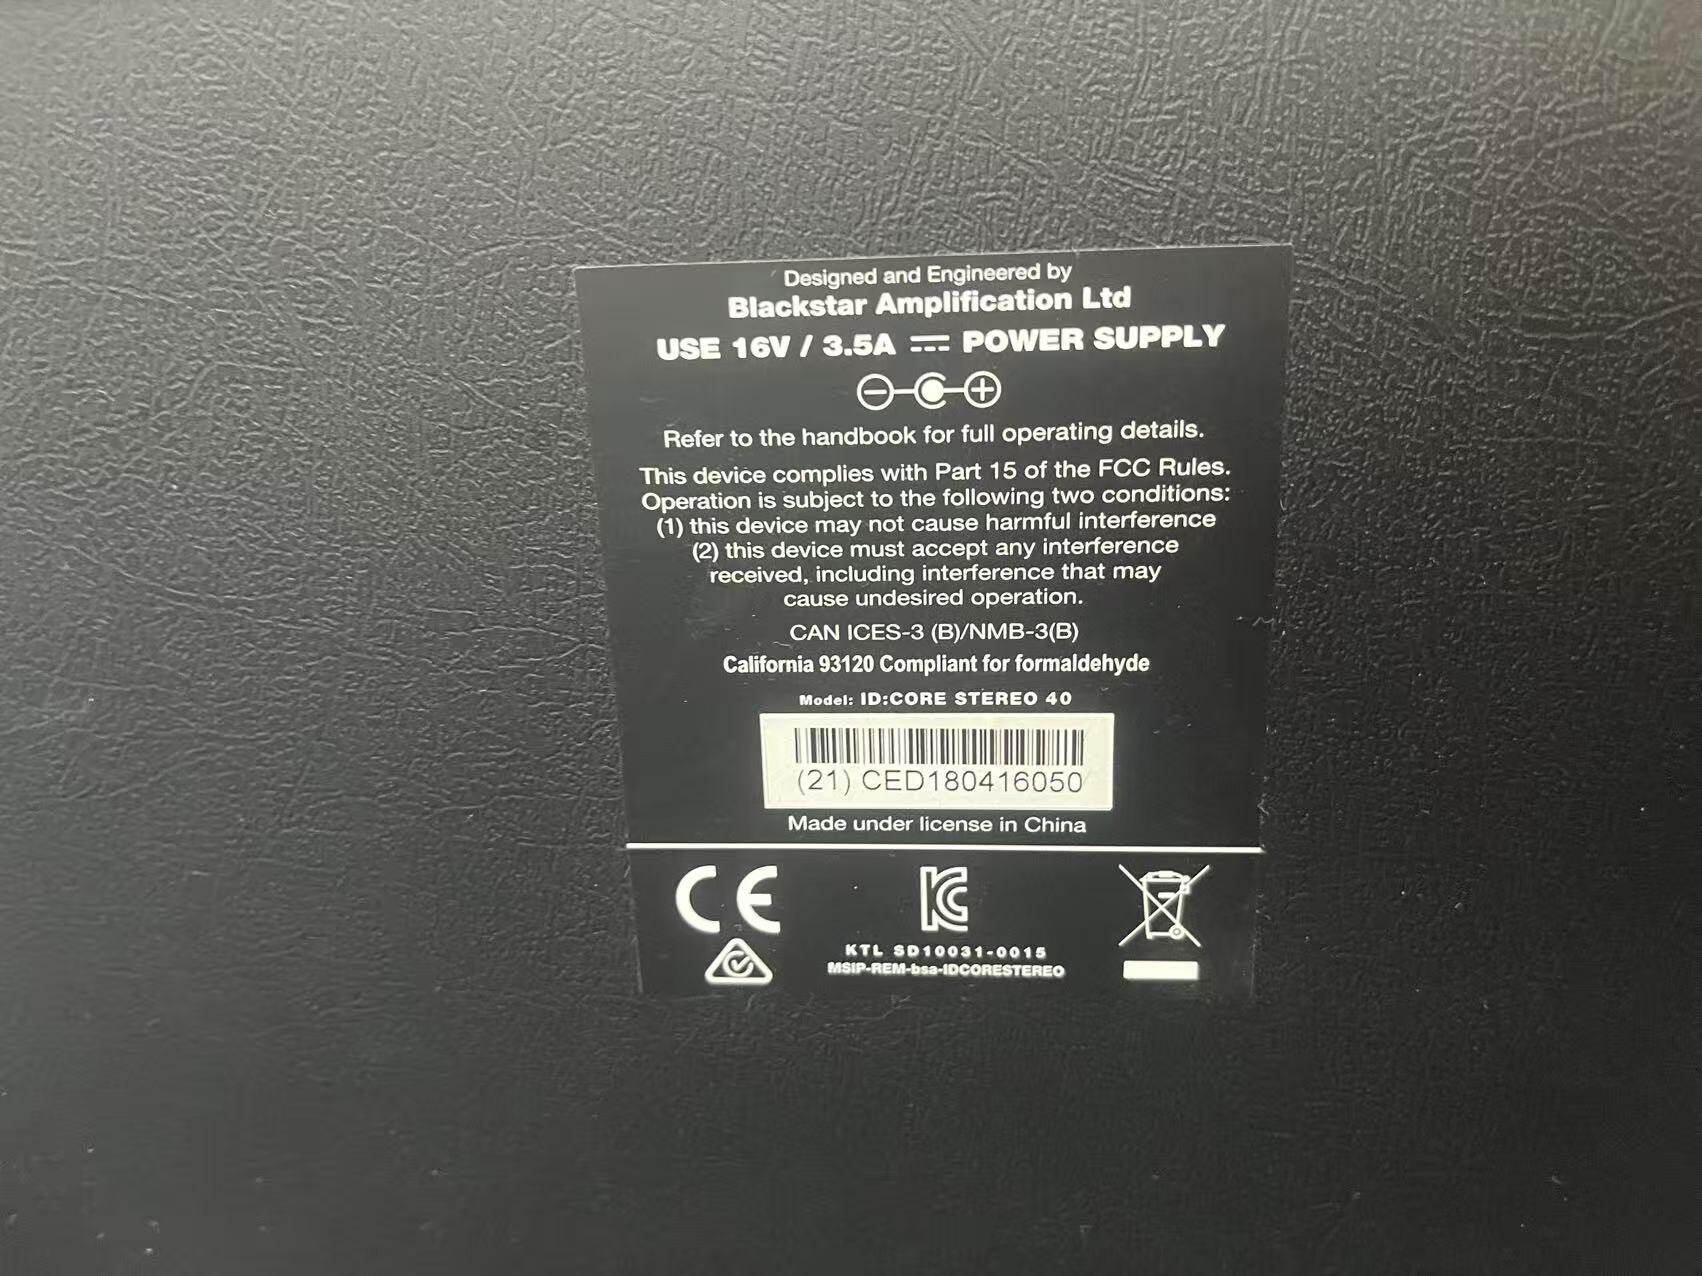 Designed and Engineered by
Blackstar Amplification Ltd
USE 16V / 3.5A ⎓ POWER SUPPLY
Refer to the handbook for full operating details.
This device complies with Part 15 of the FCC Rules.
Operation is subject to the following two conditions:
(1) this device may not cause harmful interference
(2) this device must accept any interference
received, including interference that may
cause undesired operation.
CAN ICES-3 (B)/NMB-3(B)
California 93120 Compliant for formaldehyde
Model: ID:CORE STEREO 40
(21) CED180416050
Made under license in China
CE
KTL SD10031-0015
MSIP-REM-bsa-IDCORESTEREO